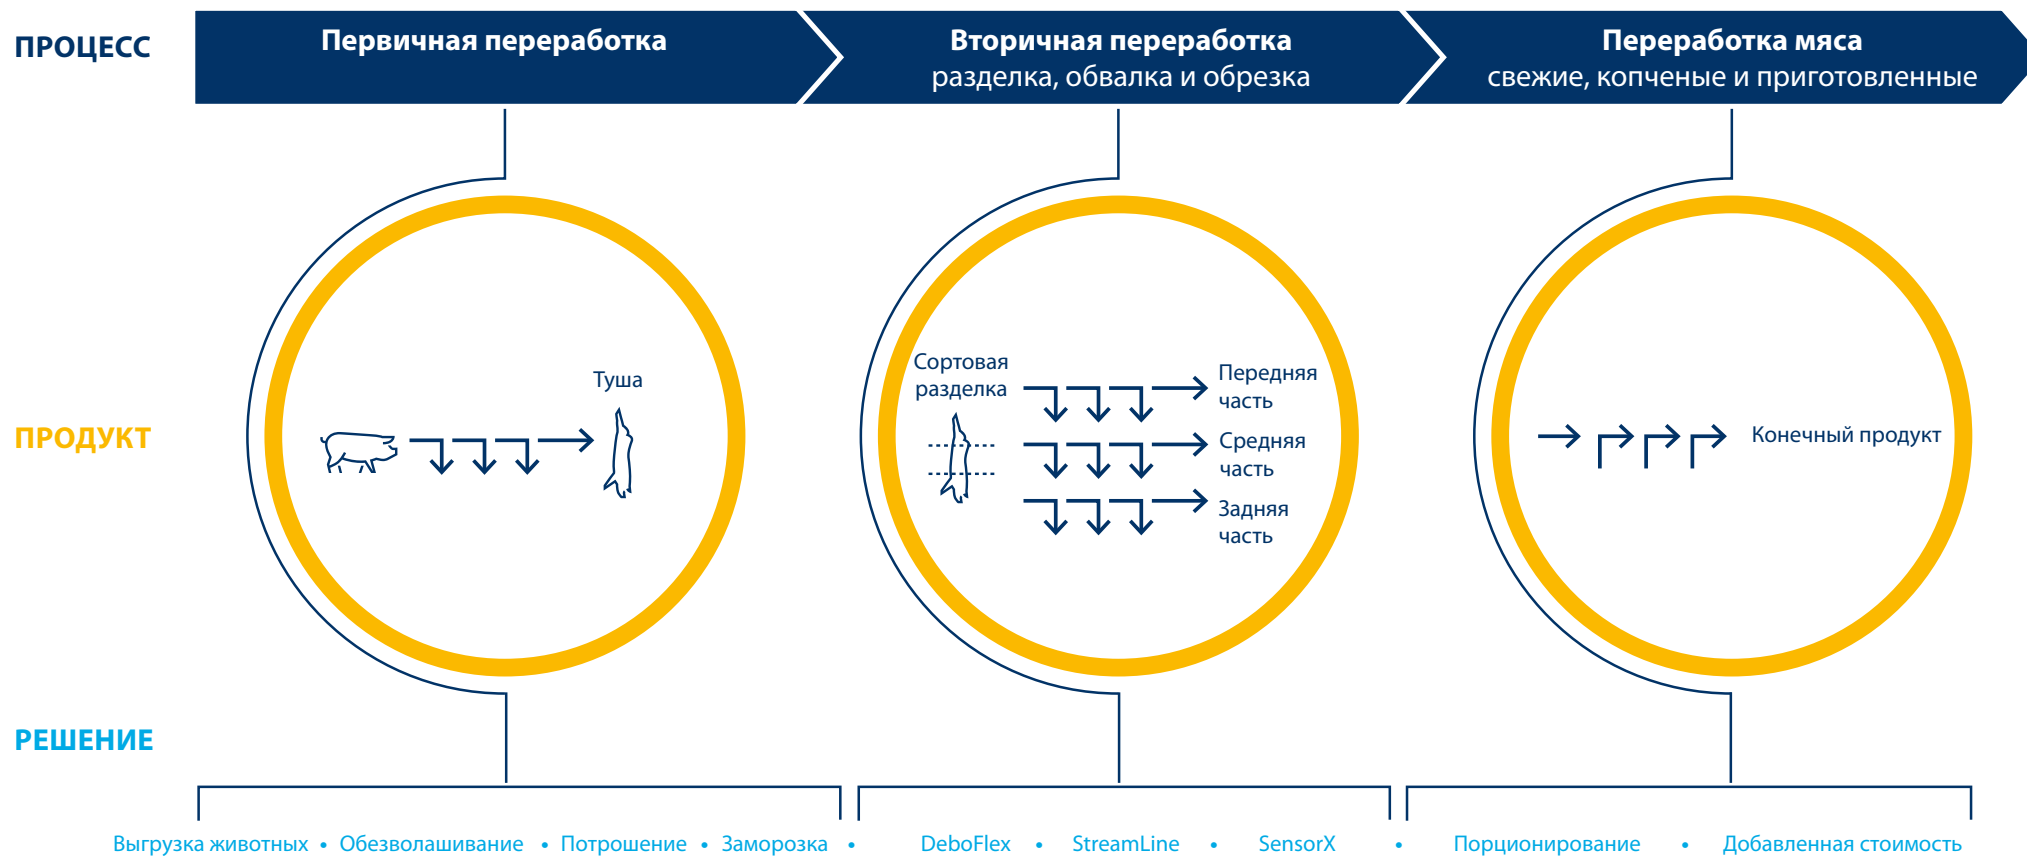 ПРОЦЕСС
Первичная переработка
Вторичная переработка
разделка, обвалка и обрезка
Переработка мяса
свежие, копченые и приготовленные
ПРОДУКТ
Туша
Сортовая
разделка
Передняя
часть
Средняя
часть
Задняя
часть
Конечный продукт
РЕШЕНИЕ
Выгрузка животных • Обезволашивание • Потрошение • Заморозка •
DeboFlex • StreamLine • SensorX •
Порционирование • Добавленная стоимость